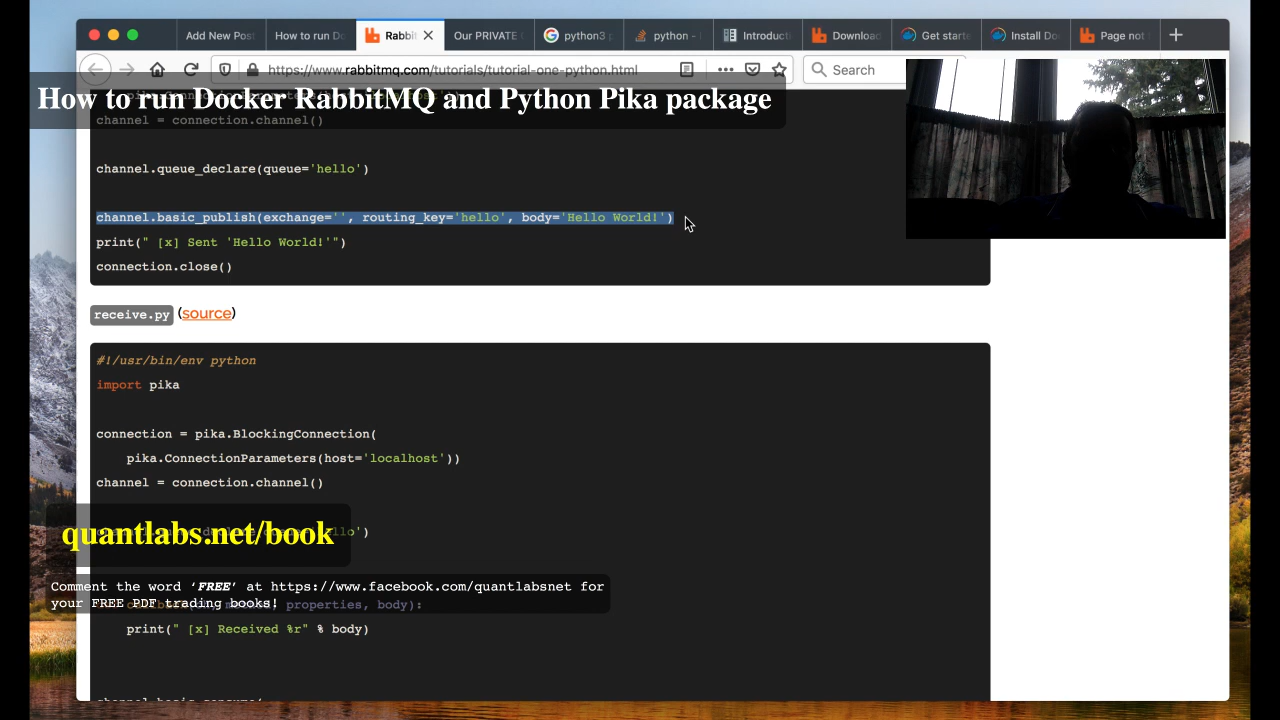 Add New Pos
How to run Do
Rabbi
Our PRIVATE
python3 p
python -
Introducti
Download
Get starte
Install Do
Page not
https://www.rabbitmq.com/tutorials/tutorial-one-python.html
Search
How to run Docker RabbitMQ and Python Pika package
channel = connection.channel()
channel.queue_declare(queue='hello')
channel.basic_publish(exchange='', routing_key='hello', body='Hello World!')
print(" [x] Sent 'Hello World!'")
connection.close()
receive.py (source)
#!/usr/bin/env python
import pika
connection = pika.BlockingConnection(
pika.ConnectionParameters(host='localhost'))
channel = connection.channel()
quantlabs.net/book
Comment the word ‘FREE’ at https://www.facebook.com/quantlabsnet for
your FREE PDF trading books!
properties, body):
print(" [x] Received %r" % body)